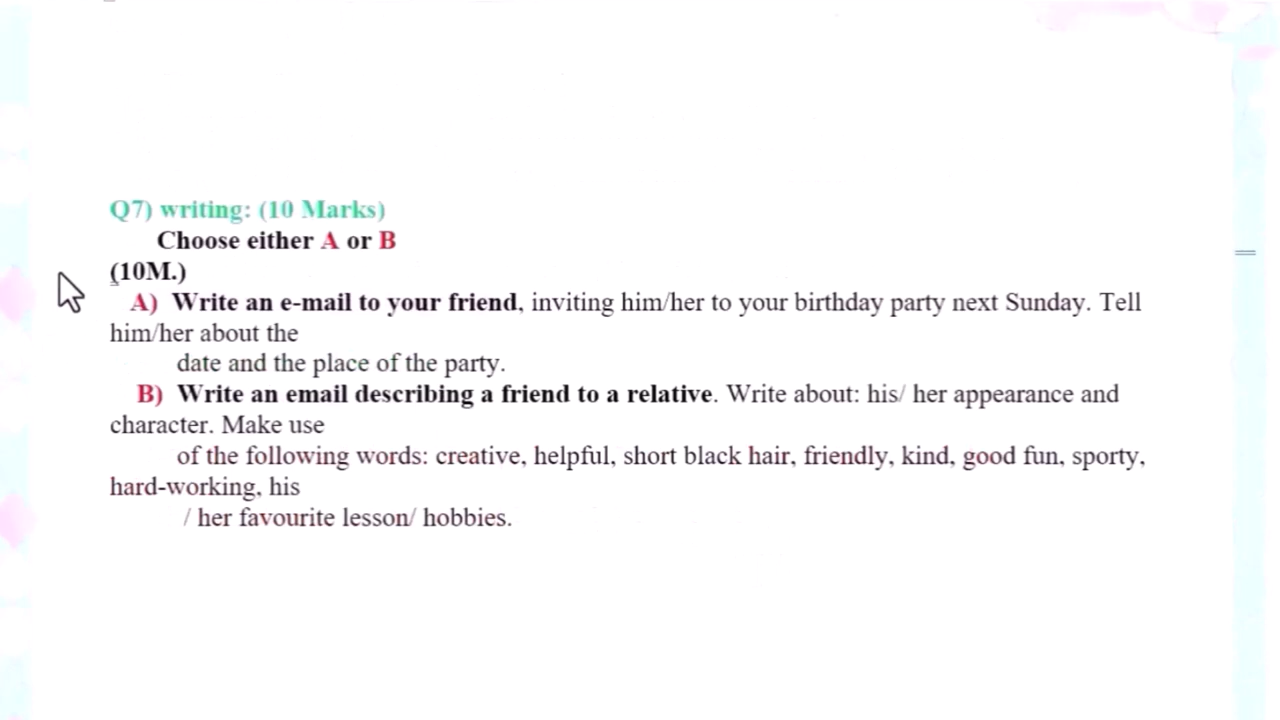 Q7) writing: (10 Marks)
Choose either A or B
(10M.)
A) Write an e-mail to your friend, inviting him/her to your birthday party next Sunday. Tell
him/her about the
date and the place of the party.
B) Write an email describing a friend to a relative. Write about: his/ her appearance and
character. Make use
of the following words: creative, helpful, short black hair, friendly, kind, good fun, sporty,
hard-working, his
/ her favourite lesson/ hobbies.